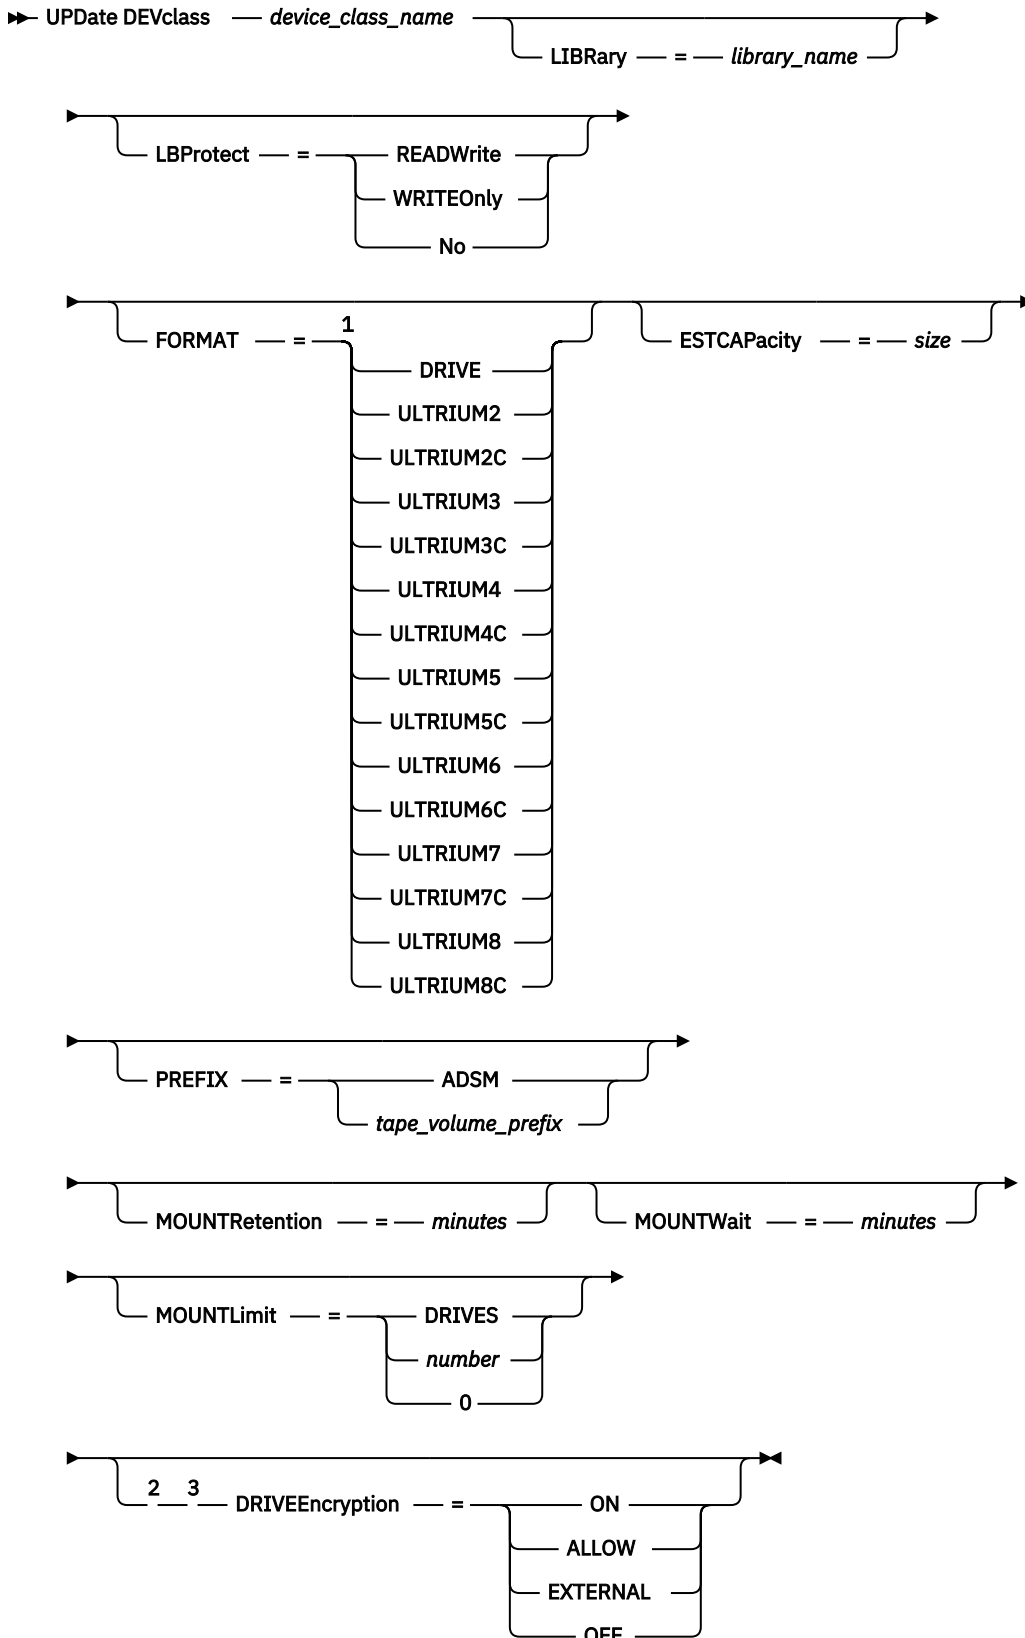 UPDate DEVclass device_class_name
LIBRary = library_name
LBProtect = READWrite
WRITEOnly
No
1
FORMAT = 
DRIVE
ULTRIUM2
ULTRIUM2C
ULTRIUM3
ULTRIUM3C
ULTRIUM4
ULTRIUM4C
ULTRIUM5
ULTRIUM5C
ULTRIUM6
ULTRIUM6C
ULTRIUM7
ULTRIUM7C
ULTRIUM8
ULTRIUM8C
ESTCAPacity = size
PREFIX = ADSM
tape_volume_prefix
MOUNTRetention = minutes
MOUNTWait = minutes
MOUNTLimit = DRIVES
number
0
2 3
DRIVEEncryption = ON
ALLOW
EXTERNAL
OFF